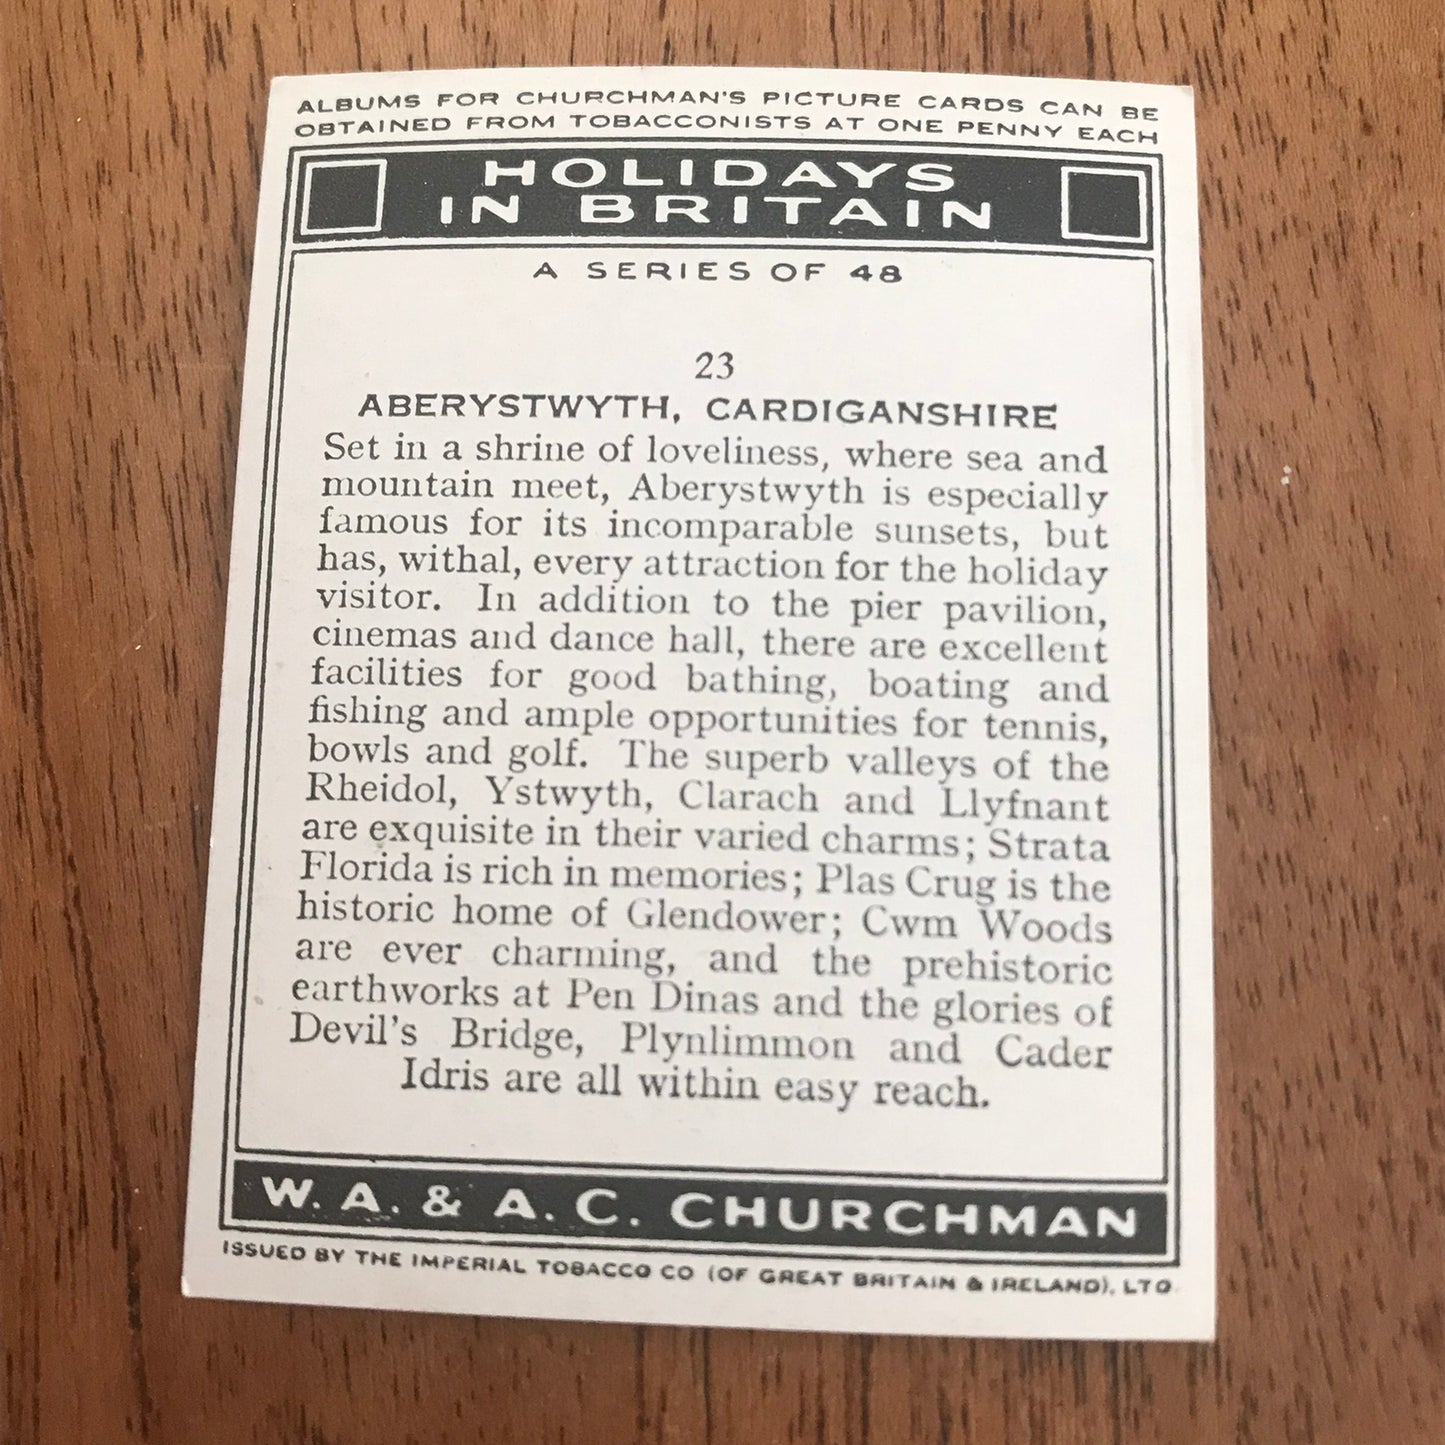 ALBUMS FOR CHURCHMAN'S PICTURE CARDS CAN BE
OBTAINED FROM TOBACCONISTS AT ONE PENNY EACH
HOLIDAYS
IN BRITAIN
A SERIES OF 48
23
ABERYSTWYTH, CARDIGANSHIRE
Set in a shrine of loveliness, where sea and
mountain meet, Aberystwyth is especially
famous for its incomparable sunsets, but
has, withal, every attraction for the holiday
visitor. In addition to the pier pavilion,
cinemas and dance hall, there are excellent
facilities for good bathing, boating and
fishing and ample opportunities for tennis,
bowls and golf. The superb valleys of the
Rheidol, Ystwyth, Clarach and Llyfnant
are exquisite in their varied charms; Strata
Florida is rich in memories; Plas Crug is the
historic home of Glendower; Cwm Woods
are ever charming, and the prehistoric
earthworks at Pen Dinas and the glories of
Devil's Bridge, Plynlimmon and Cader
Idris are all within easy reach.
W. A. & A. C. CHURCHMAN
ISSUED BY THE IMPERIAL TOBACCO CO (OF GREAT BRITAIN & IRELAND), LTD